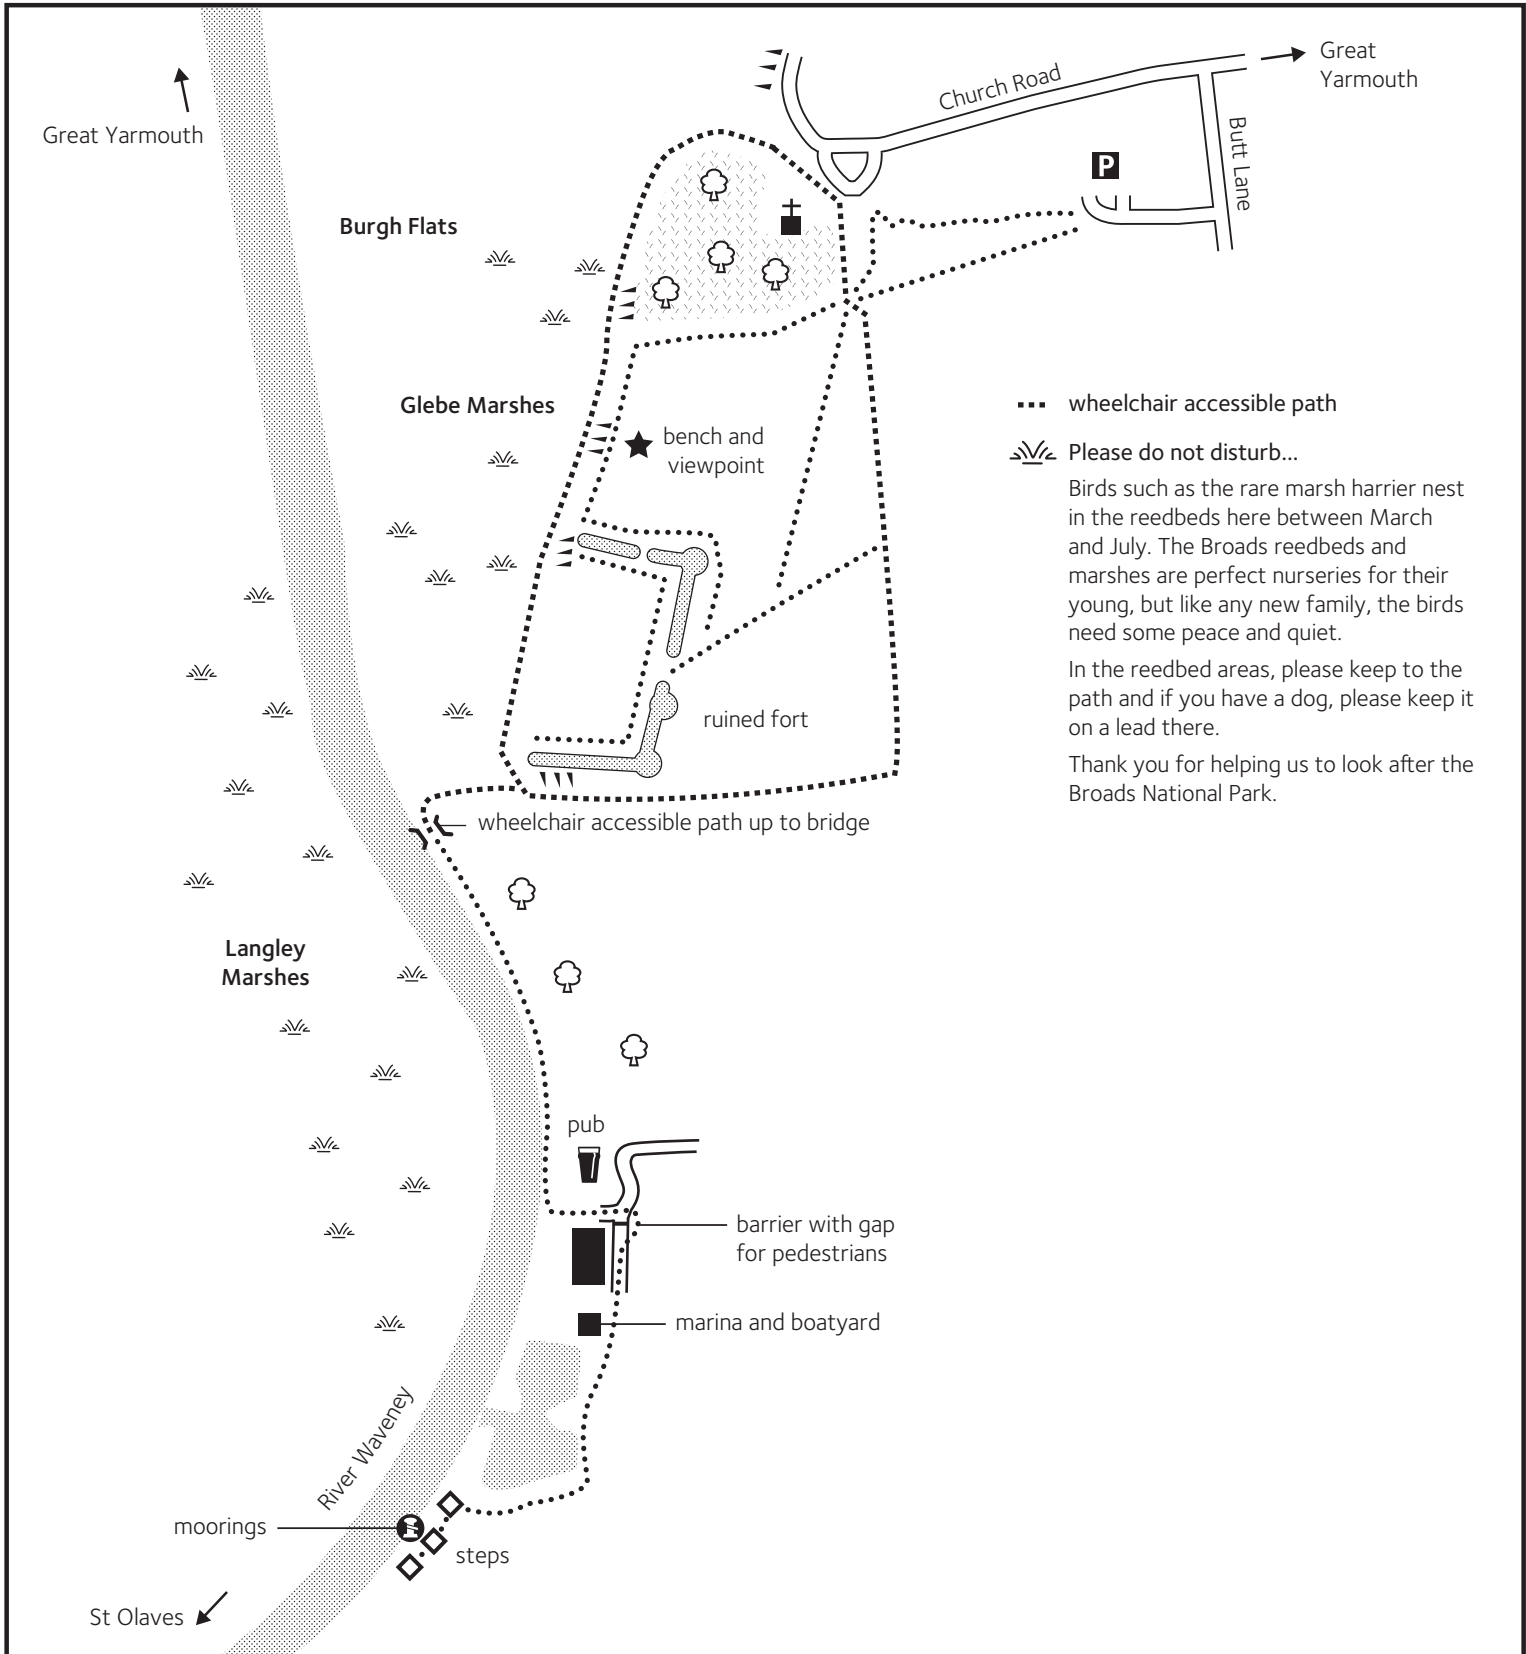 Great
Yarmouth
Church Road
Great Yarmouth
Butt Lane
P
Burgh Flats
Glebe Marshes
wheelchair accessible path
bench and
viewpoint
Please do not disturb...
Birds such as the rare marsh harrier nest
in the reedbeds here between March
and July. The Broads reedbeds and
marshes are perfect nurseries for their
young, but like any new family, the birds
need some peace and quiet.
In the reedbed areas, please keep to the
path and if you have a dog, please keep it
on a lead there.
Thank you for helping us to look after the
Broads National Park.
ruined fort
wheelchair accessible path up to bridge
Langley
Marshes
pub
barrier with gap
for pedestrians
marina and boatyard
River Waveney
moorings
steps
St Olaves